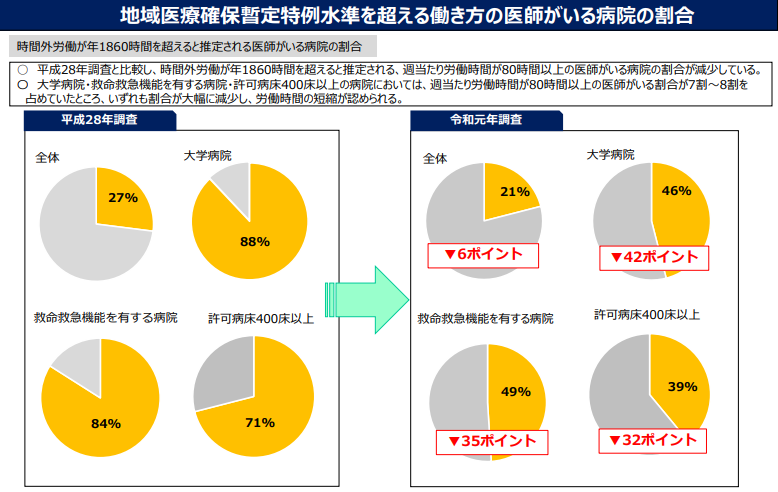 地域医療確保暫定特例水準を超える働き方の医師がいる病院の割合
時間外労働が年1860時間を超えると推定される医師がいる病院の割合
○ 平成28年調査と比較し、時間外労働が年1860時間を超えると推定される、週当たり労働時間が80時間以上の医師がいる病院の割合が減少している。
○ 大学病院・救命救急機能を有する病院・許可病床400床以上の病院においては、週当たり労働時間が80時間以上の医師がいる割合が7割～8割を
占めていたところ、いずれも割合が大幅に減少し、労働時間の短縮が認められる。
平成28年調査
全体
27%
大学病院
88%
救命救急機能を有する病院
84%
許可病床400床以上
71%
令和元年調査
全体
21%
▼6ポイント
大学病院
46%
▼42ポイント
救命救急機能を有する病院
49%
▼35ポイント
許可病床400床以上
39%
▼32ポイント